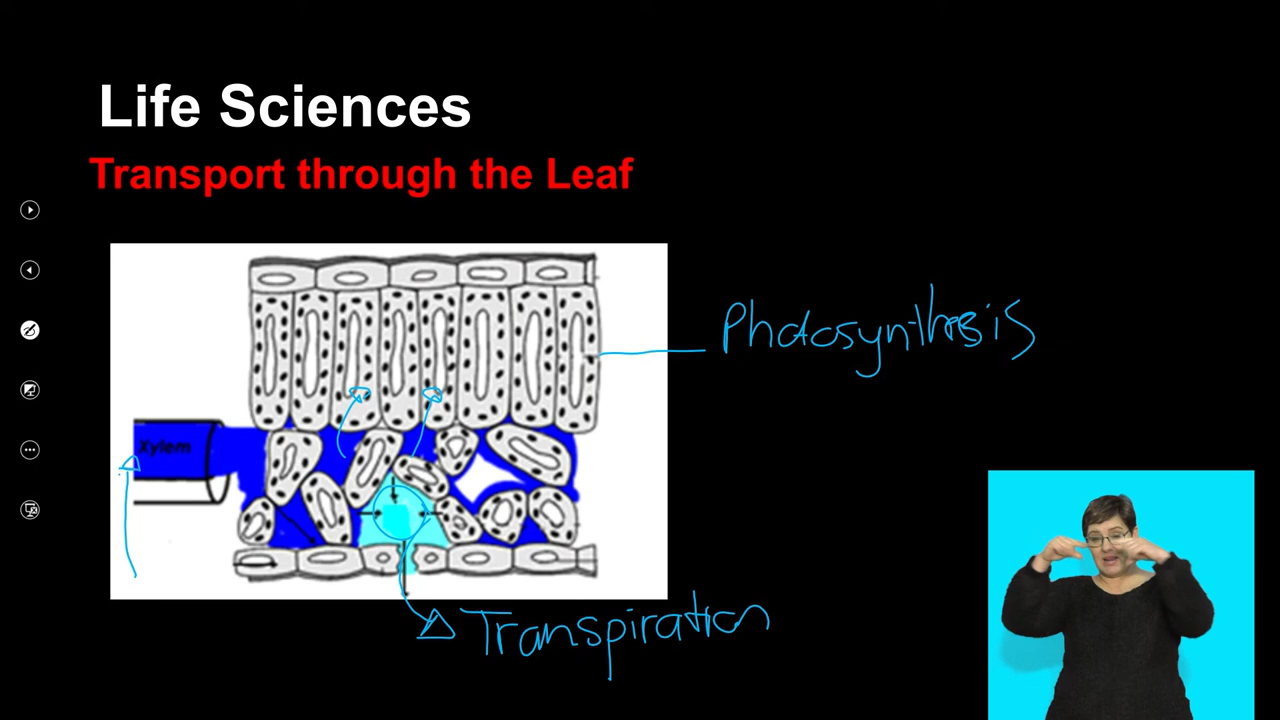 Life Sciences
Transport through the Leaf
Photosynthesis
Xylem
Transpiration